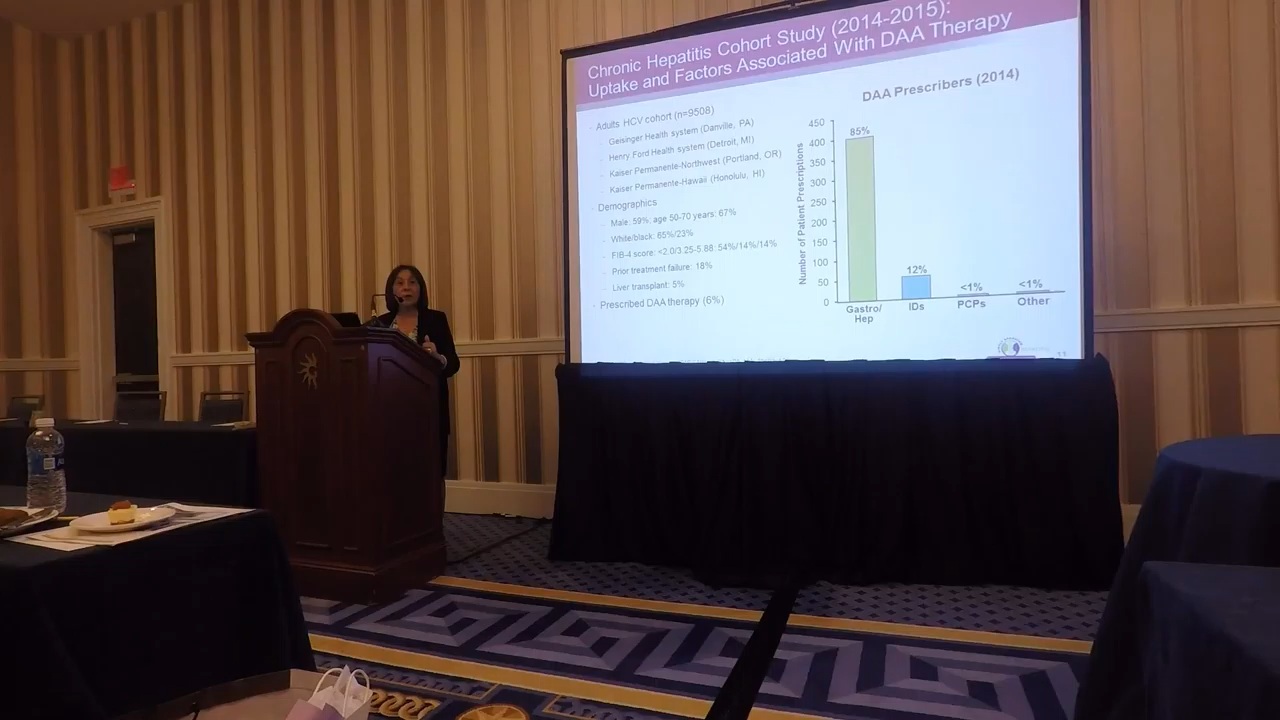 Chronic Hepatitis Cohort Study (2014-2015):
Uptake and Factors Associated With DAA Therapy
- Adults HCV cohort (n=9508)
- Geisinger Health system (Danville, PA)
- Henry Ford Health system (Detroit, MI)
- Kaiser Permanente-Northwest (Portland, OR)
- Kaiser Permanente-Hawaii (Honolulu, HI)
- Demographics
- Male: 59%: age 50-70 years: 67%
- White/black: 65%/23%
- FIB-4 score: <2.0/3.25-5.88: 54%/14%/14%
- Prior treatment failure: 18%
- Liver transplant: 5%
- Prescribed DAA therapy (6%)
DAA Prescribers (2014)
Number of Patient Prescriptions
450
400
350
300
250
200
150
100
50
0
85%
12%
<1%
<1%
Gastro/
Hep
IDs
PCPs
Other